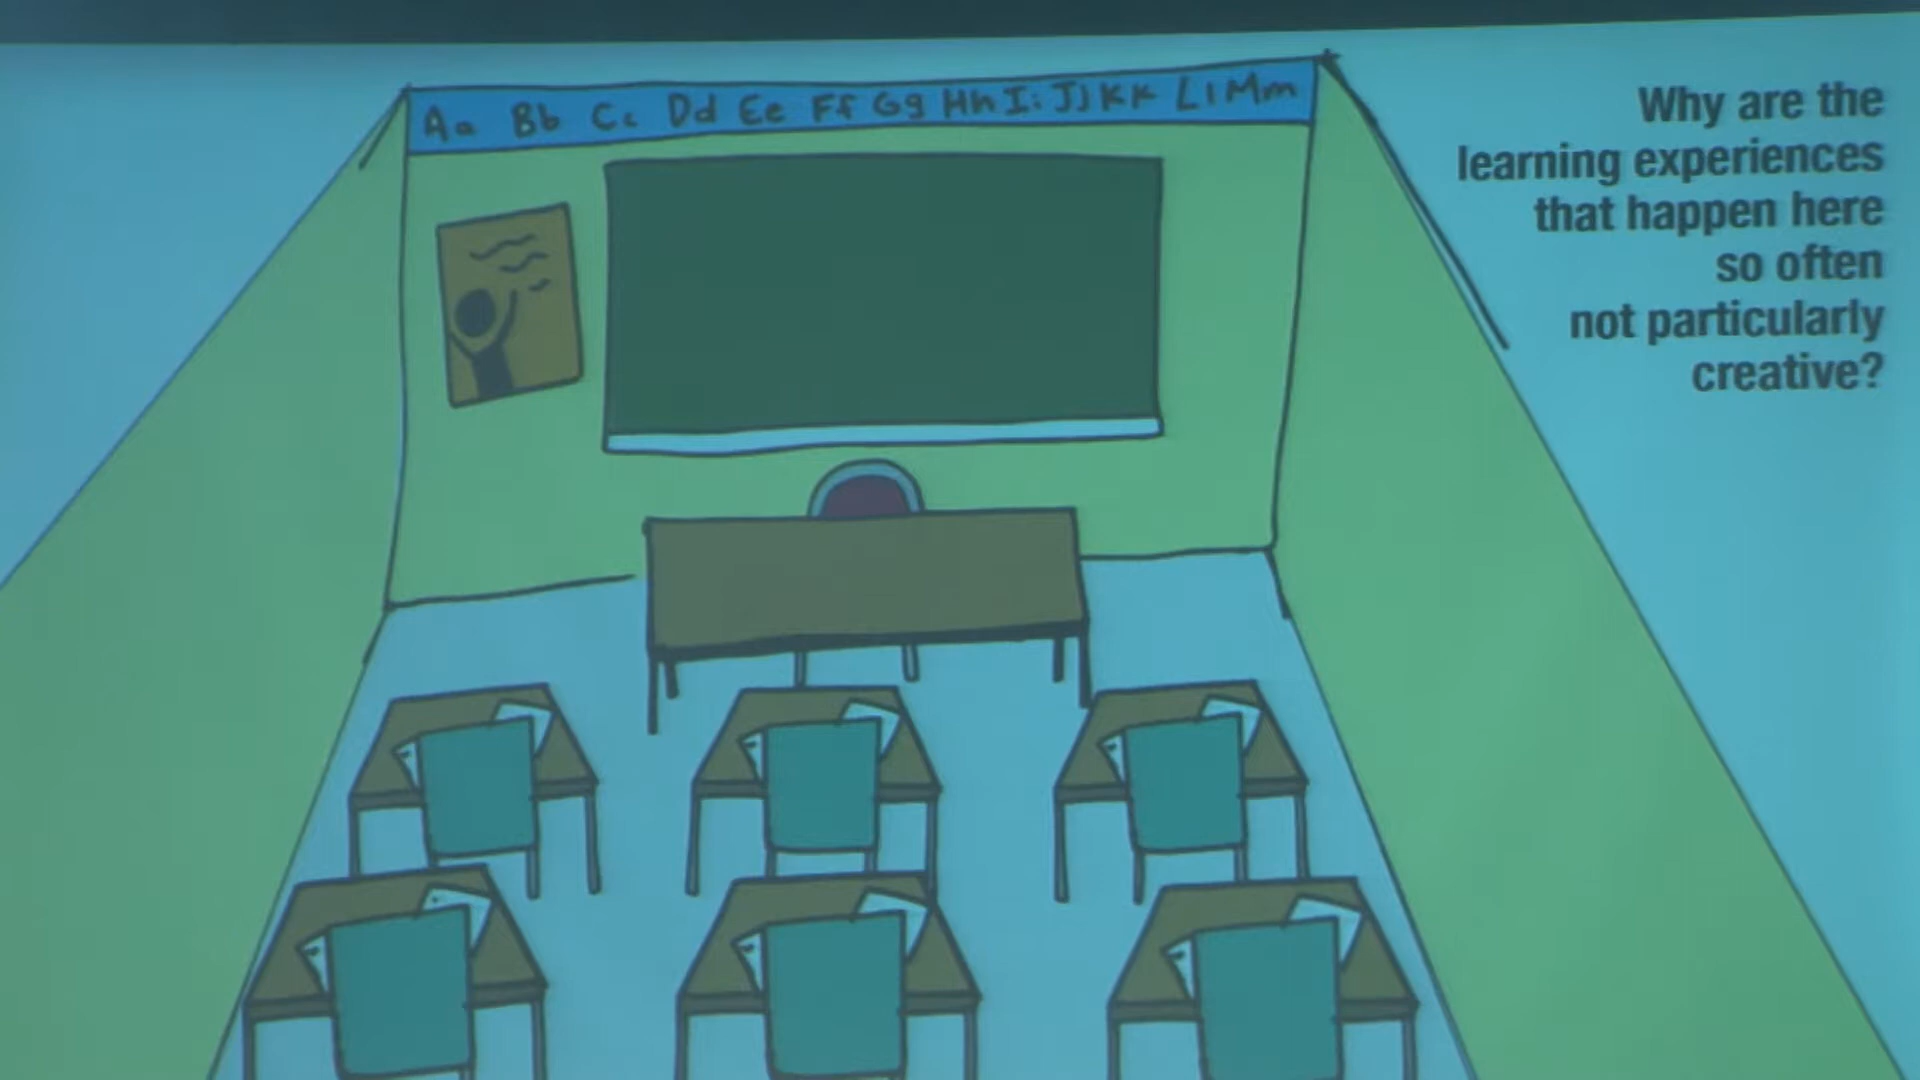 Aa Bb Cc Dd Ee Ff Gg Hh Ii Jj Kk Ll Mm
Why are the
learning experiences
that happen here
so often
not particularly
creative?